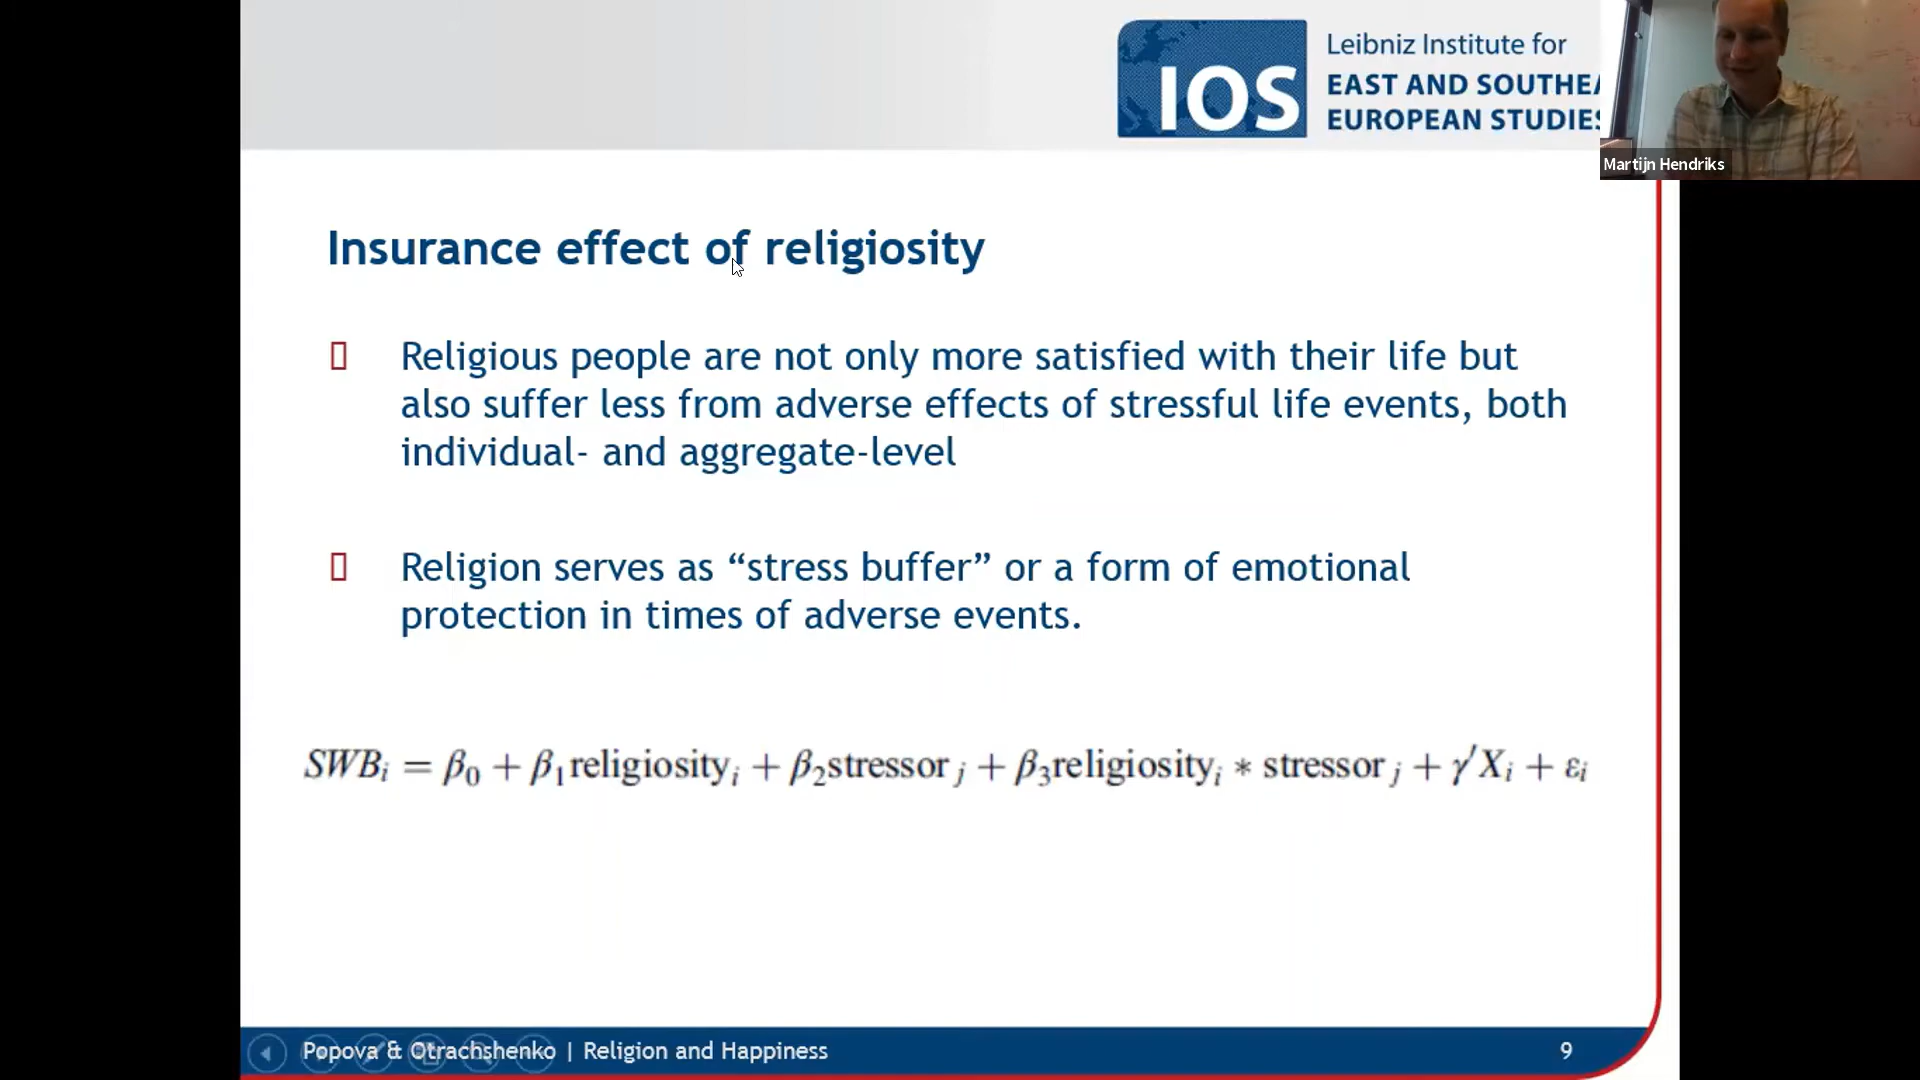 IOS
Leibniz Institute for
EAST AND SOUTHEA
EUROPEAN STUDIES
Martijn Hendriks
Insurance effect of religiosity
Religious people are not only more satisfied with their life but
also suffer less from adverse effects of stressful life events, both
individual- and aggregate-level
Religion serves as “stress buffer” or a form of emotional
protection in times of adverse events.
SWBᵢ = β₀ + β₁religiosityᵢ + β₂stressorⱼ + β₃religiosityᵢ * stressorⱼ + γ′Xᵢ + εᵢ
Popova & Otrachshenko | Religion and Happiness
9